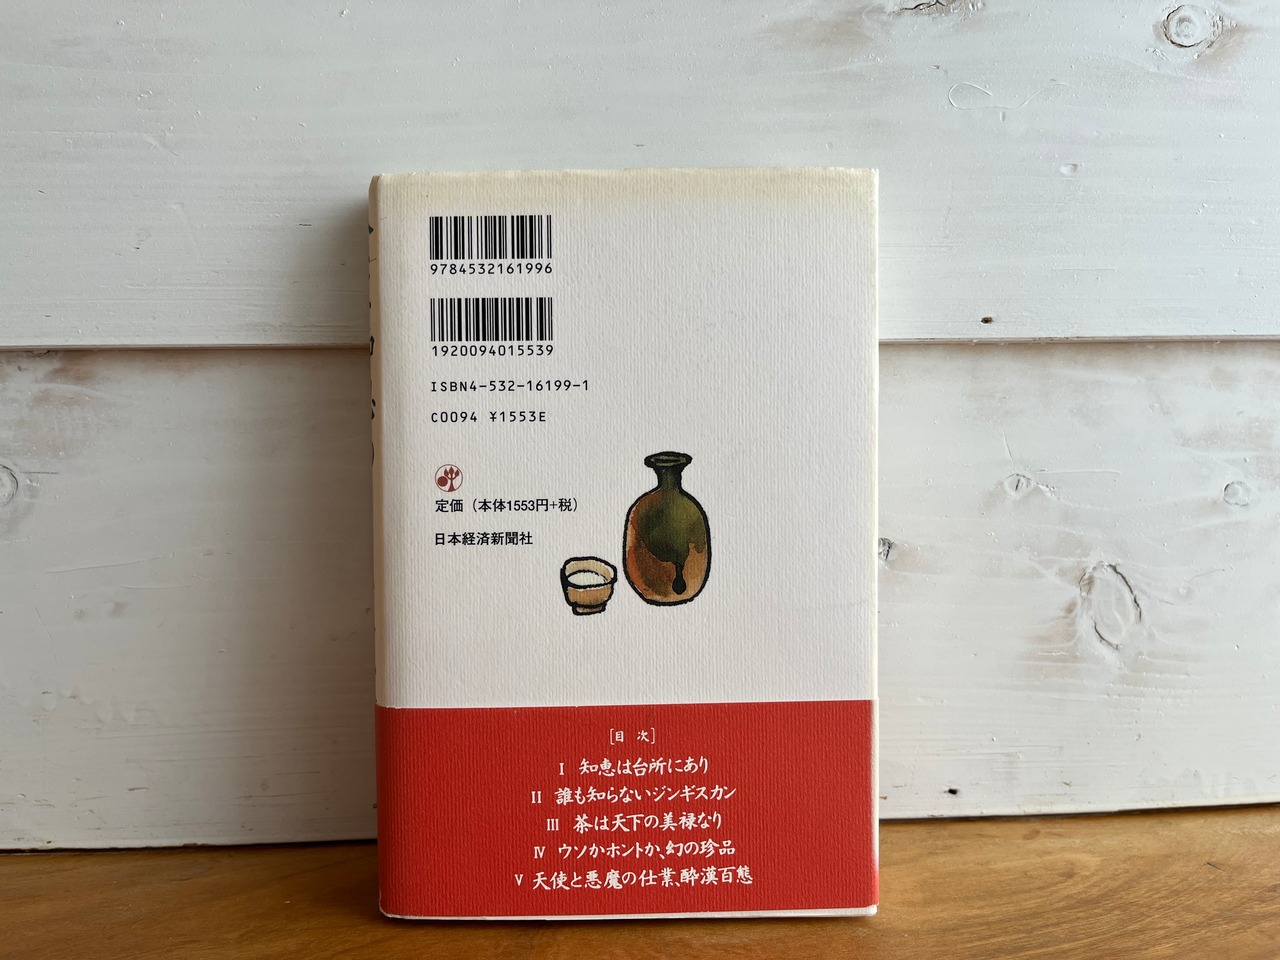 9784532161996
1920094015539
ISBN4-532-16199-1
C0094 ¥1553E
定価（本体1553円+税）
日本経済新聞社
［目 次］
Ⅰ 知恵は台所にあり
Ⅱ 誰も知らないジンギスカン
Ⅲ 茶は天下の美禄なり
Ⅳ ウソかホントか、幻の珍品
Ⅴ 天使と悪魔の仕業、酔漢百態